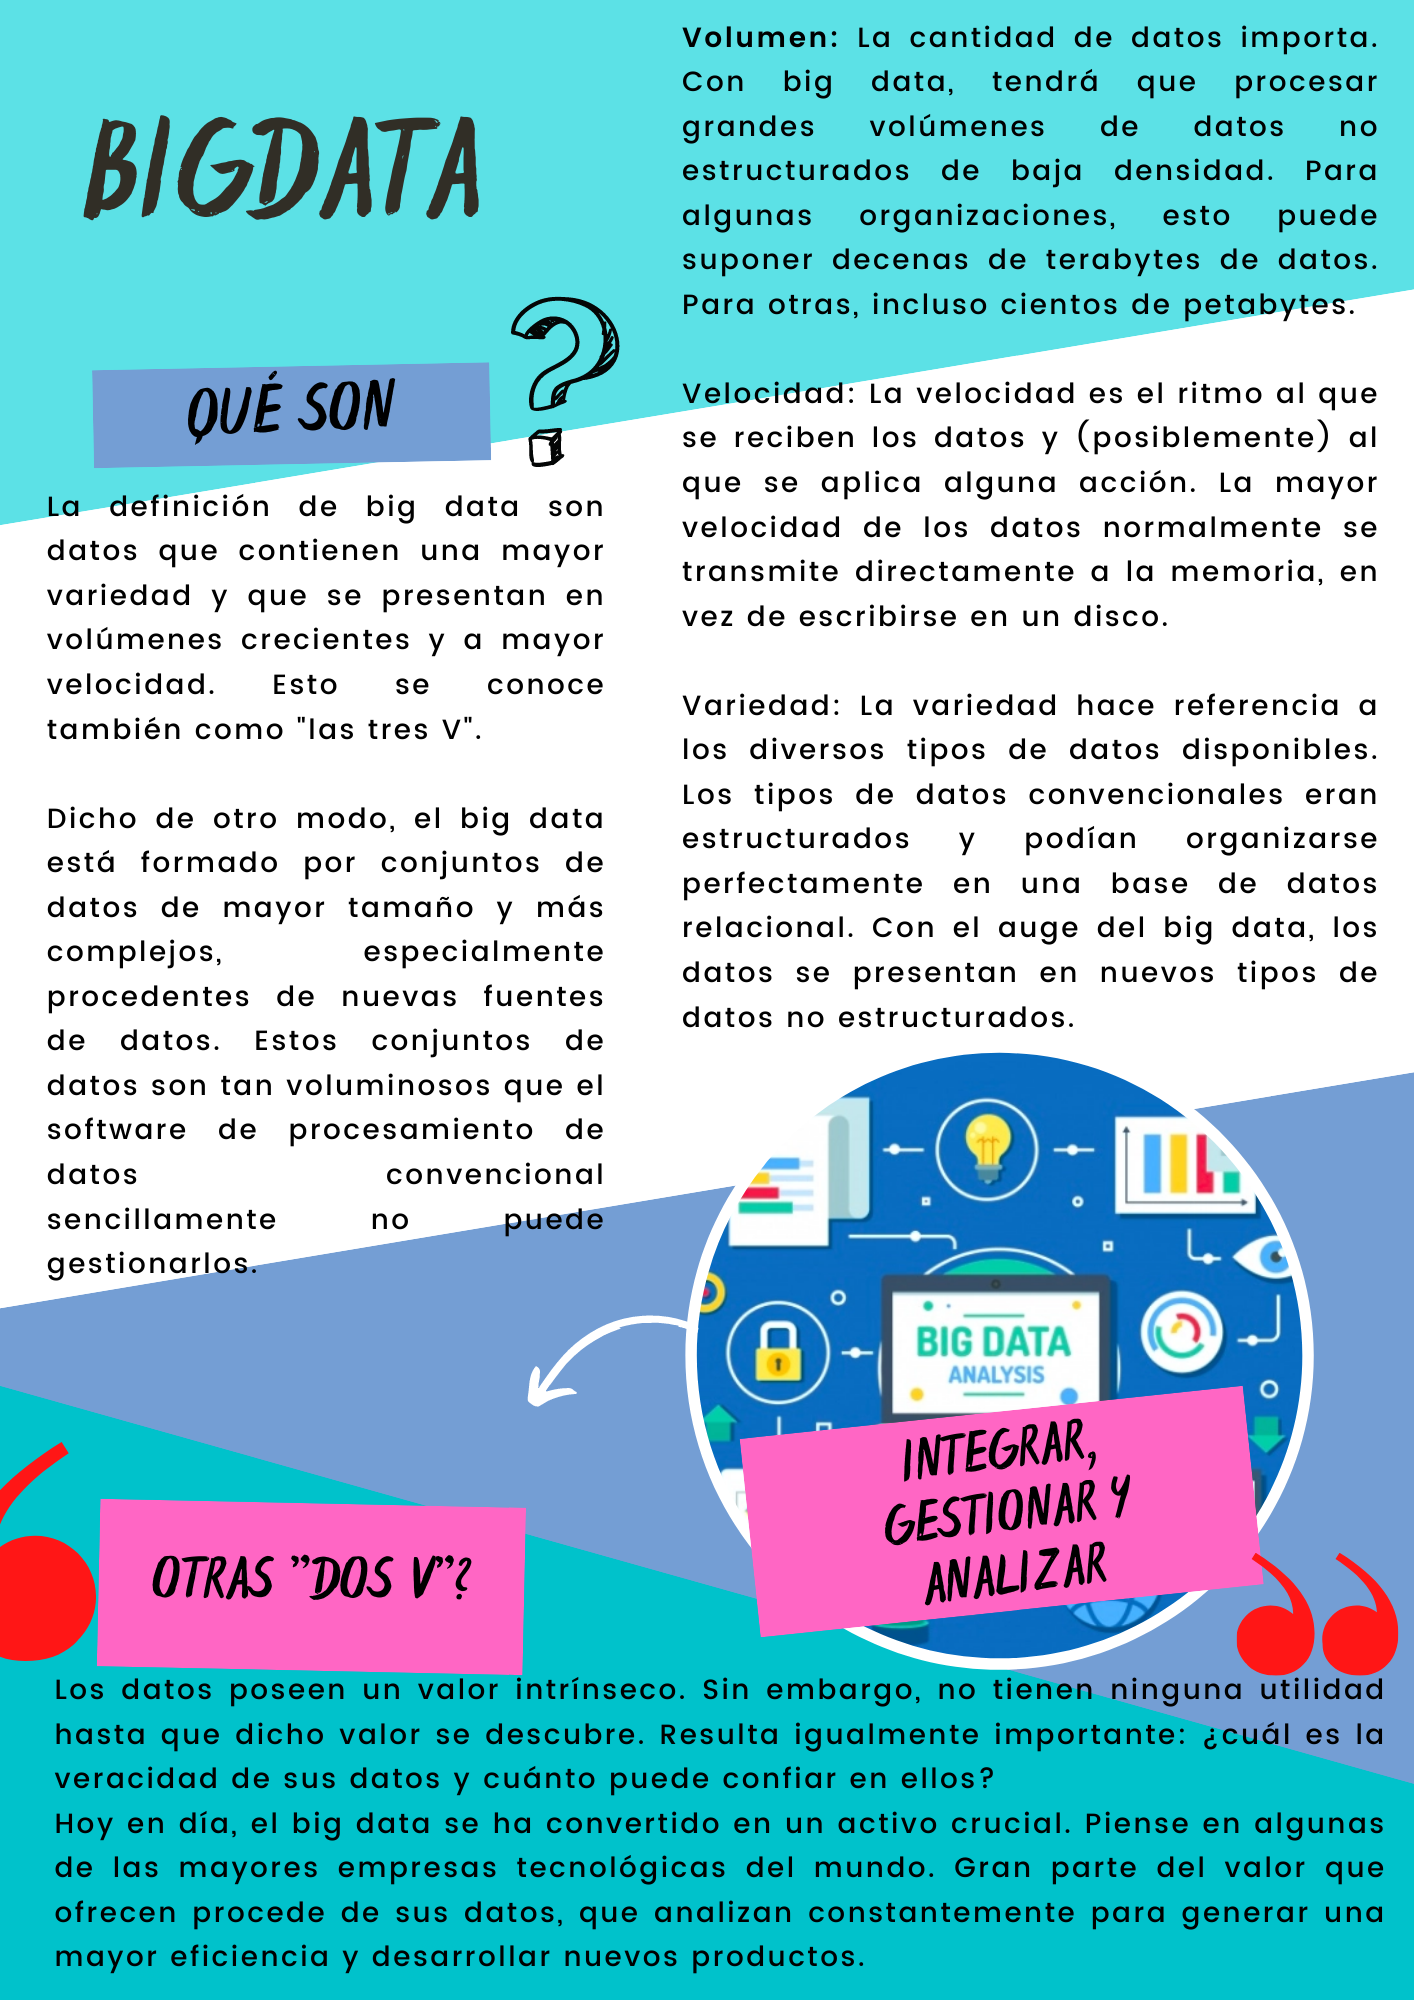 BIGDATA
QUÉ SON
La definición de big data son
datos que contienen una mayor
variedad y que se presentan en
volúmenes crecientes y a mayor
velocidad. Esto se conoce
también como "las tres V".
Dicho de otro modo, el big data
está formado por conjuntos de
datos de mayor tamaño y más
complejos, especialmente
procedentes de nuevas fuentes
de datos. Estos conjuntos de
datos son tan voluminosos que el
software de procesamiento de
datos convencional
sencillamente no puede
gestionarlos.
Volumen: La cantidad de datos importa.
Con big data, tendrá que procesar
grandes volúmenes de datos no
estructurados de baja densidad. Para
algunas organizaciones, esto puede
suponer decenas de terabytes de datos.
Para otras, incluso cientos de petabytes.
Velocidad: La velocidad es el ritmo al que
se reciben los datos y (posiblemente) al
que se aplica alguna acción. La mayor
velocidad de los datos normalmente se
transmite directamente a la memoria, en
vez de escribirse en un disco.
Variedad: La variedad hace referencia a
los diversos tipos de datos disponibles.
Los tipos de datos convencionales eran
estructurados y podían organizarse
perfectamente en una base de datos
relacional. Con el auge del big data, los
datos se presentan en nuevos tipos de
datos no estructurados.
BIG DATA
ANALYSIS
INTEGRAR,
GESTIONAR Y
ANALIZAR
OTRAS "DOS V"?
Los datos poseen un valor intrínseco. Sin embargo, no tienen ninguna utilidad
hasta que dicho valor se descubre. Resulta igualmente importante: ¿cuál es la
veracidad de sus datos y cuánto puede confiar en ellos?
Hoy en día, el big data se ha convertido en un activo crucial. Piense en algunas
de las mayores empresas tecnológicas del mundo. Gran parte del valor que
ofrecen procede de sus datos, que analizan constantemente para generar una
mayor eficiencia y desarrollar nuevos productos.